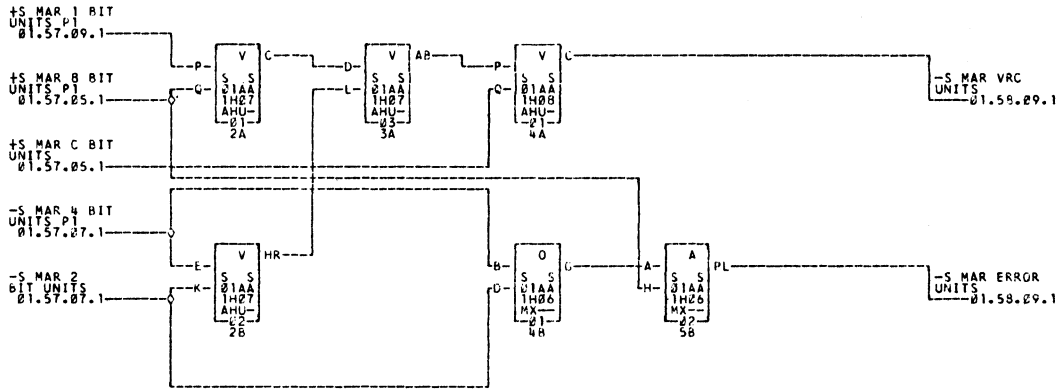 +S MAR 1 BIT
UNITS P1
01.57.09.1
+S MAR 8 BIT
UNITS P1
01.57.05.1
+S MAR C BIT
UNITS
01.57.05.1
-S MAR 4 BIT
UNITS P1
01.57.07.1
-S MAR 2
BIT UNITS
01.57.07.1
P
Q
V
S S
01AA
1H07
AHU-
01
2A
C
D
L
V
S S
01AA
1H07
AHU-
03
3A
AB
P
Q
V
S S
01AA
1H08
AHU-
01
4A
C
-S MAR VRC
UNITS
01.58.09.1
E
K
V
S S
01AA
1H07
AHU-
02
2B
HR
B
D
O
S S
01AA
1H06
MX--
01
4B
G
A
H
A
S S
01AA
1H06
MX--
02
5B
PL
-S MAR ERROR
UNITS
01.58.09.1